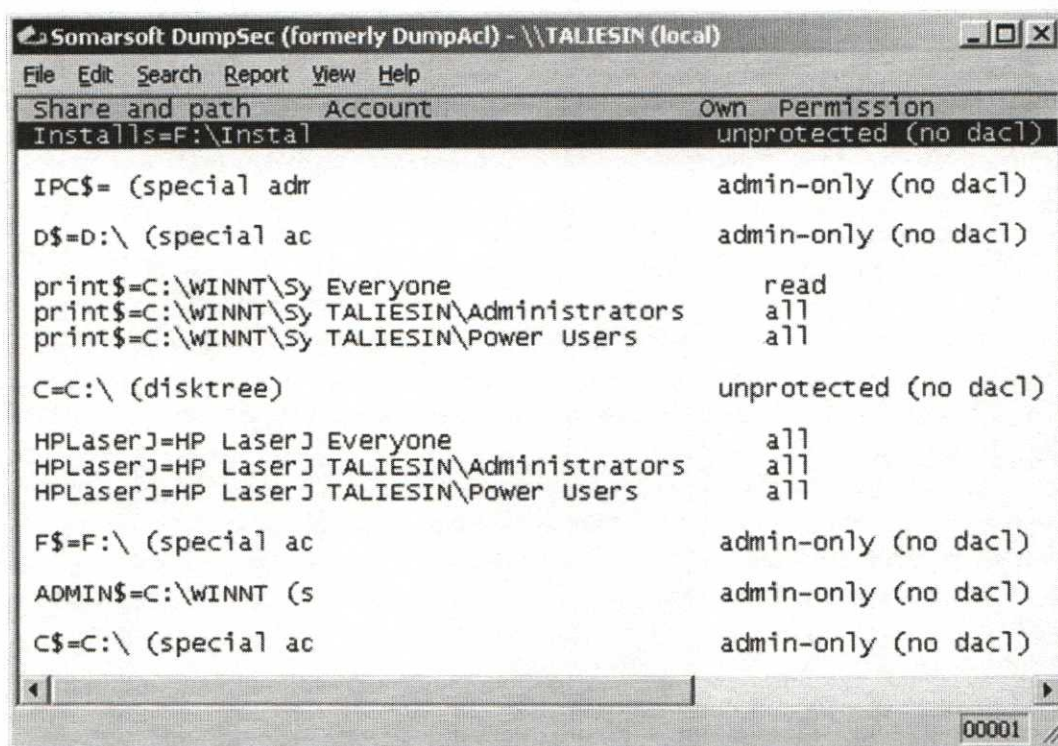 Somarsoft DumpSec (formerly DumpAcl) - \\TALIESIN (local)
File Edit Search Report View Help
Share and path Account Own Permission
Installs=F:\Instal unprotected (no dacl)
IPC$= (special adm admin-only (no dacl)
D$=D:\ (special ac admin-only (no dacl)
print$=C:\WINNT\Sy Everyone read
print$=C:\WINNT\Sy TALIESIN\Administrators all
print$=C:\WINNT\Sy TALIESIN\Power Users all
C=C:\ (disktree) unprotected (no dacl)
HPLaserJ=HP LaserJ Everyone all
HPLaserJ=HP LaserJ TALIESIN\Administrators all
HPLaserJ=HP LaserJ TALIESIN\Power Users all
F$=F:\ (special ac admin-only (no dacl)
ADMIN$=C:\WINNT (s admin-only (no dacl)
C$=C:\ (special ac admin-only (no dacl)
00001